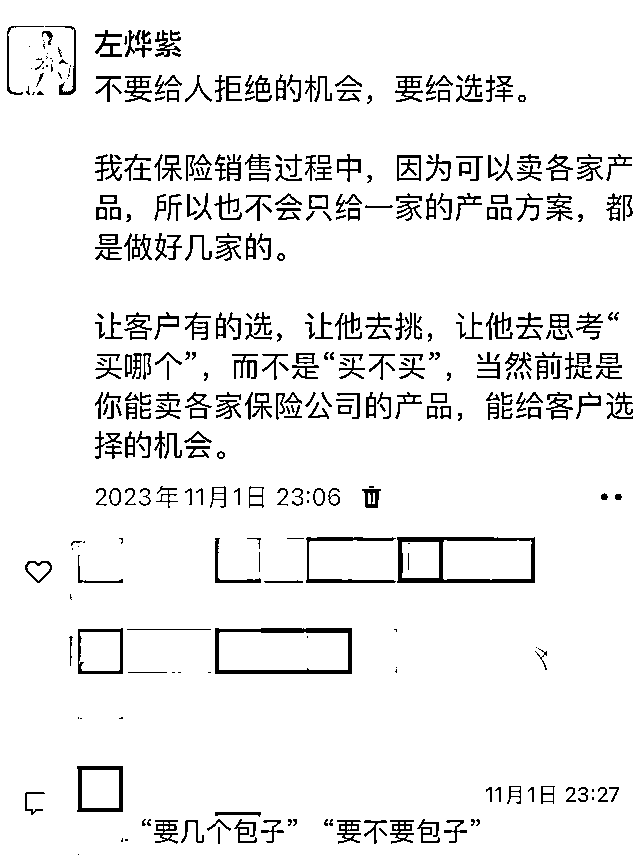 左烨紫
不要给人拒绝的机会，要给选择。
我在保险销售过程中，因为可以卖各家产
品，所以也不会只给一家的产品方案，都
是做好几家的。
让客户有的选，让他去挑，让他去思考“
买哪个”，而不是“买不买”，当然前提是
你能卖各家保险公司的产品，能给客户选
择的机会。
2023年11月1日 23:06
11月1日 23:27
“要几个包子” “要不要包子”